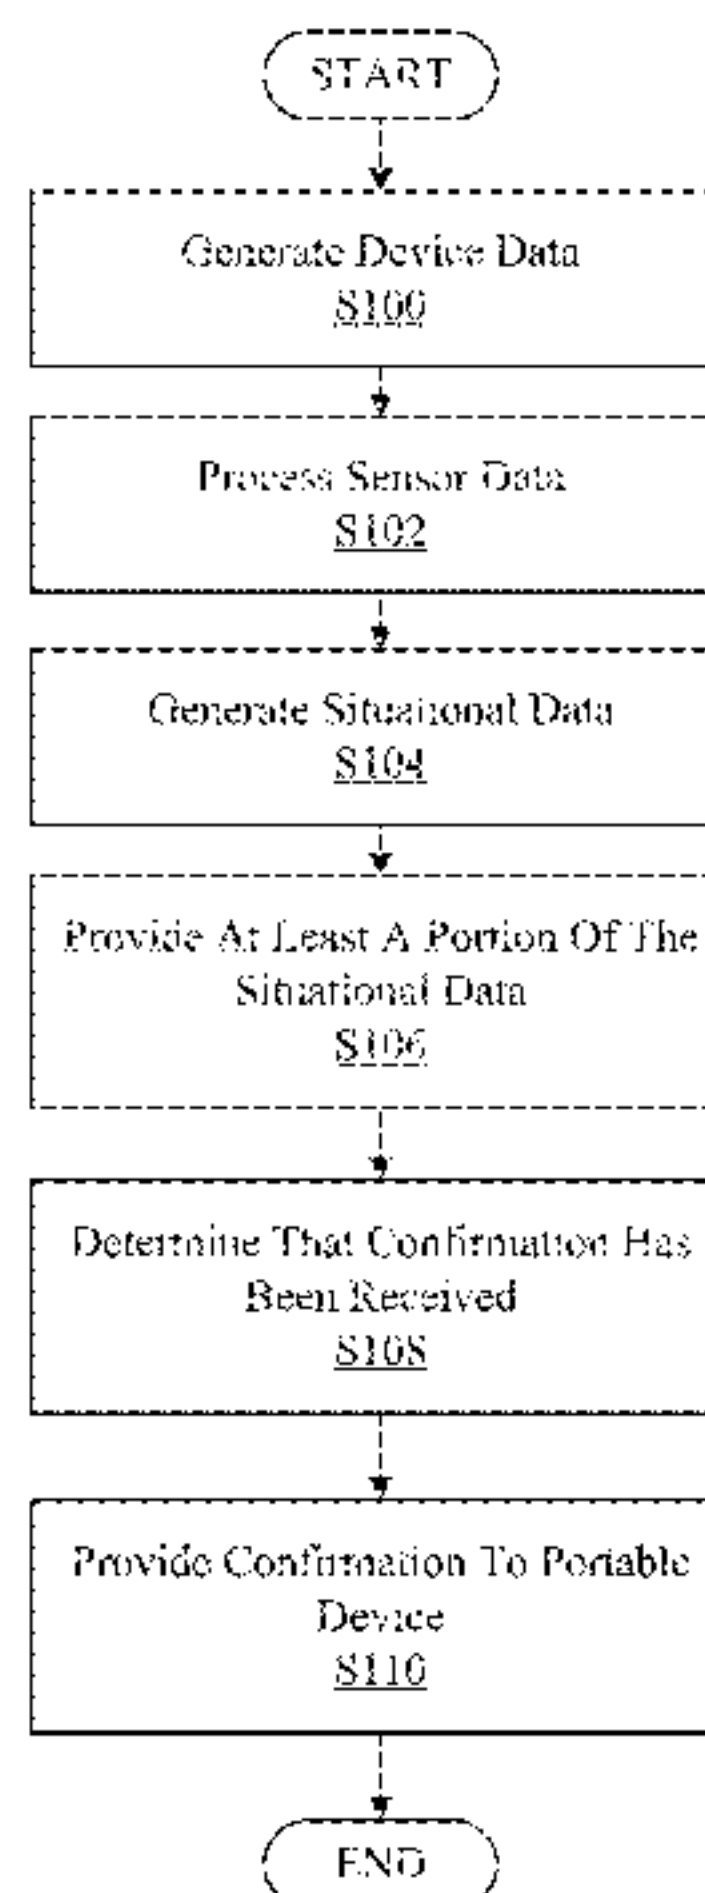 START
Generate Device Data
S100
Process Sensor Data
S102
Generate Situational Data
S104
Provide At Least A Portion Of The
Situational Data
S106
Determine That Confirmation Has
Been Received
S108
Provide Confirmation To Portable
Device
S110
END